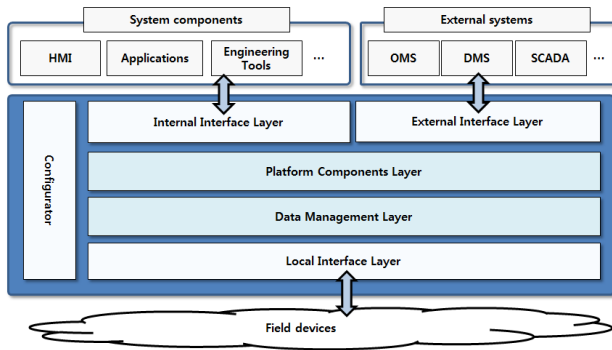 System components
External systems
HMI
Applications
Engineering
Tools
...
OMS
DMS
SCADA
...
Configurator
Internal Interface Layer
External Interface Layer
Platform Components Layer
Data Management Layer
Local Interface Layer
Field devices